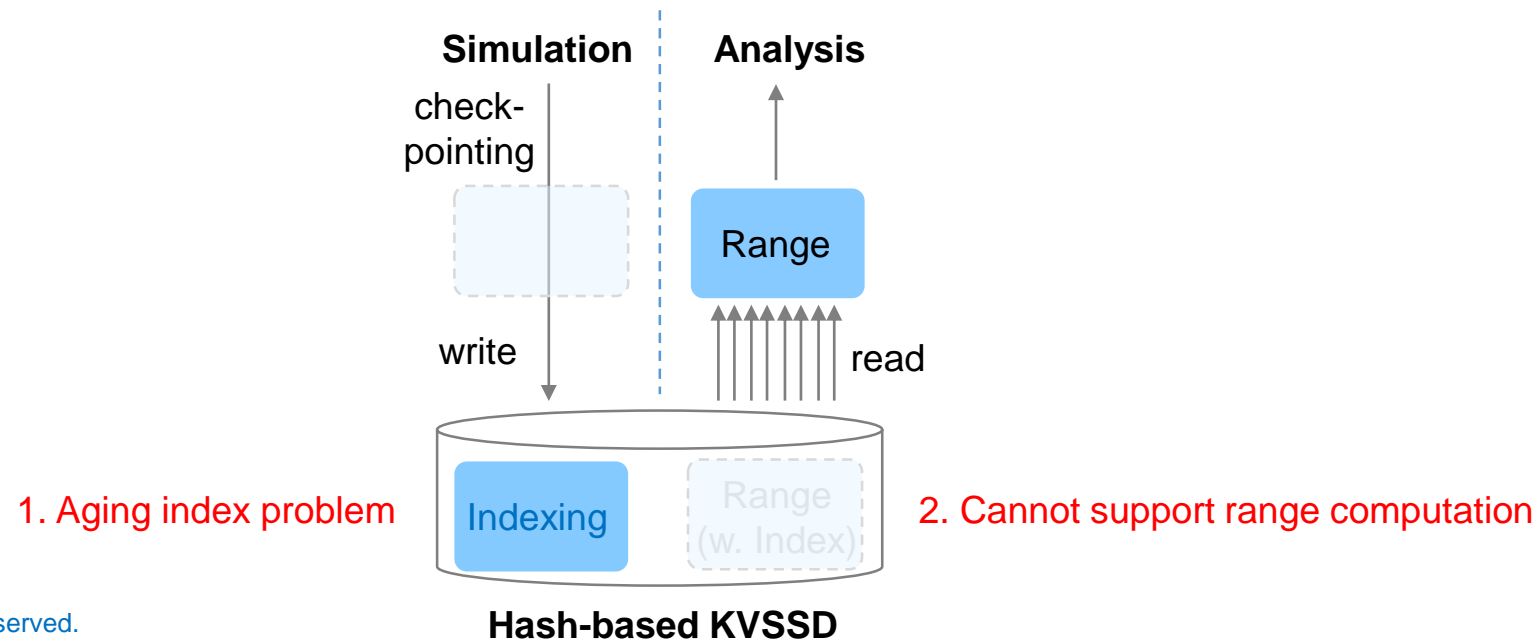 Simulation
Analysis
check-
pointing
Range
write
read
1. Aging index problem
Indexing
Range
(w. Index)
2. Cannot support range computation
served.
Hash-based KVSSD